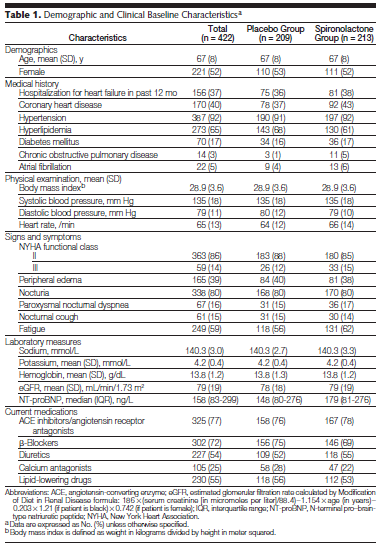 Table 1. Demographic and Clinical Baseline Characteristicsa
Characteristics Total (n = 422) Placebo Group (n = 209) Spironolactone Group (n = 213)
Demographics
Age, mean (SD), y 67 (8) 67 (8) 67 (8)
Female 221 (52) 110 (53) 111 (52)
Medical history
Hospitalization for heart failure in past 12 mo 156 (37) 75 (36) 81 (38)
Coronary heart disease 170 (40) 78 (37) 92 (43)
Hypertension 387 (92) 190 (91) 197 (92)
Hyperlipidemia 273 (65) 143 (68) 130 (61)
Diabetes mellitus 70 (17) 34 (16) 36 (17)
Chronic obstructive pulmonary disease 14 (3) 3 (1) 11 (5)
Atrial fibrillation 22 (5) 9 (4) 13 (6)
Physical examination, mean (SD)
Body mass indexb 28.9 (3.6) 28.9 (3.6) 28.9 (3.6)
Systolic blood pressure, mm Hg 135 (18) 135 (18) 135 (18)
Diastolic blood pressure, mm Hg 79 (11) 80 (12) 79 (10)
Heart rate, /min 65 (13) 64 (12) 66 (14)
Signs and symptoms
NYHA functional class
II 363 (86) 183 (88) 180 (85)
III 59 (14) 26 (12) 33 (15)
Peripheral edema 165 (39) 84 (40) 81 (38)
Nocturia 338 (80) 168 (80) 170 (80)
Paroxysmal nocturnal dyspnea 67 (16) 31 (15) 36 (17)
Nocturnal cough 61 (15) 31 (15) 30 (14)
Fatigue 249 (59) 118 (56) 131 (62)
Laboratory measures
Sodium, mmol/L 140.3 (3.0) 140.3 (2.7) 140.3 (3.3)
Potassium, mean (SD), mmol/L 4.2 (0.4) 4.2 (0.4) 4.2 (0.4)
Hemoglobin, mean (SD), g/dL 13.8 (1.2) 13.8 (1.3) 13.8 (1.2)
eGFR, mean (SD), mL/min/1.73 m² 79 (19) 78 (18) 79 (19)
NT-proBNP, median (IQR), ng/L 158 (83-299) 148 (80-276) 179 (81-276)
Current medications
ACE inhibitors/angiotensin receptor antagonists 325 (77) 158 (76) 167 (78)
β-Blockers 302 (72) 156 (75) 146 (69)
Diuretics 227 (54) 109 (52) 118 (55)
Calcium antagonists 105 (25) 58 (28) 47 (22)
Lipid-lowering drugs 230 (55) 118 (56) 112 (53)
Abbreviations: ACE, angiotensin-converting enzyme; eGFR, estimated glomerular filtration rate calculated by Modification
of Diet in Renal Disease formula: 186 × (serum creatinine [in micromoles per liter]/88.4)−1.154 × age (in years)−
0.203 × 1.21 (if patient is black) × 0.742 (if patient is female); IQR, interquartile range; NT-proBNP, N-terminal pro–brain-
type natriuretic peptide; NYHA, New York Heart Association.
a Data are expressed as No. (%) unless otherwise specified.
b Body mass index is defined as weight in kilograms divided by height in meter squared.